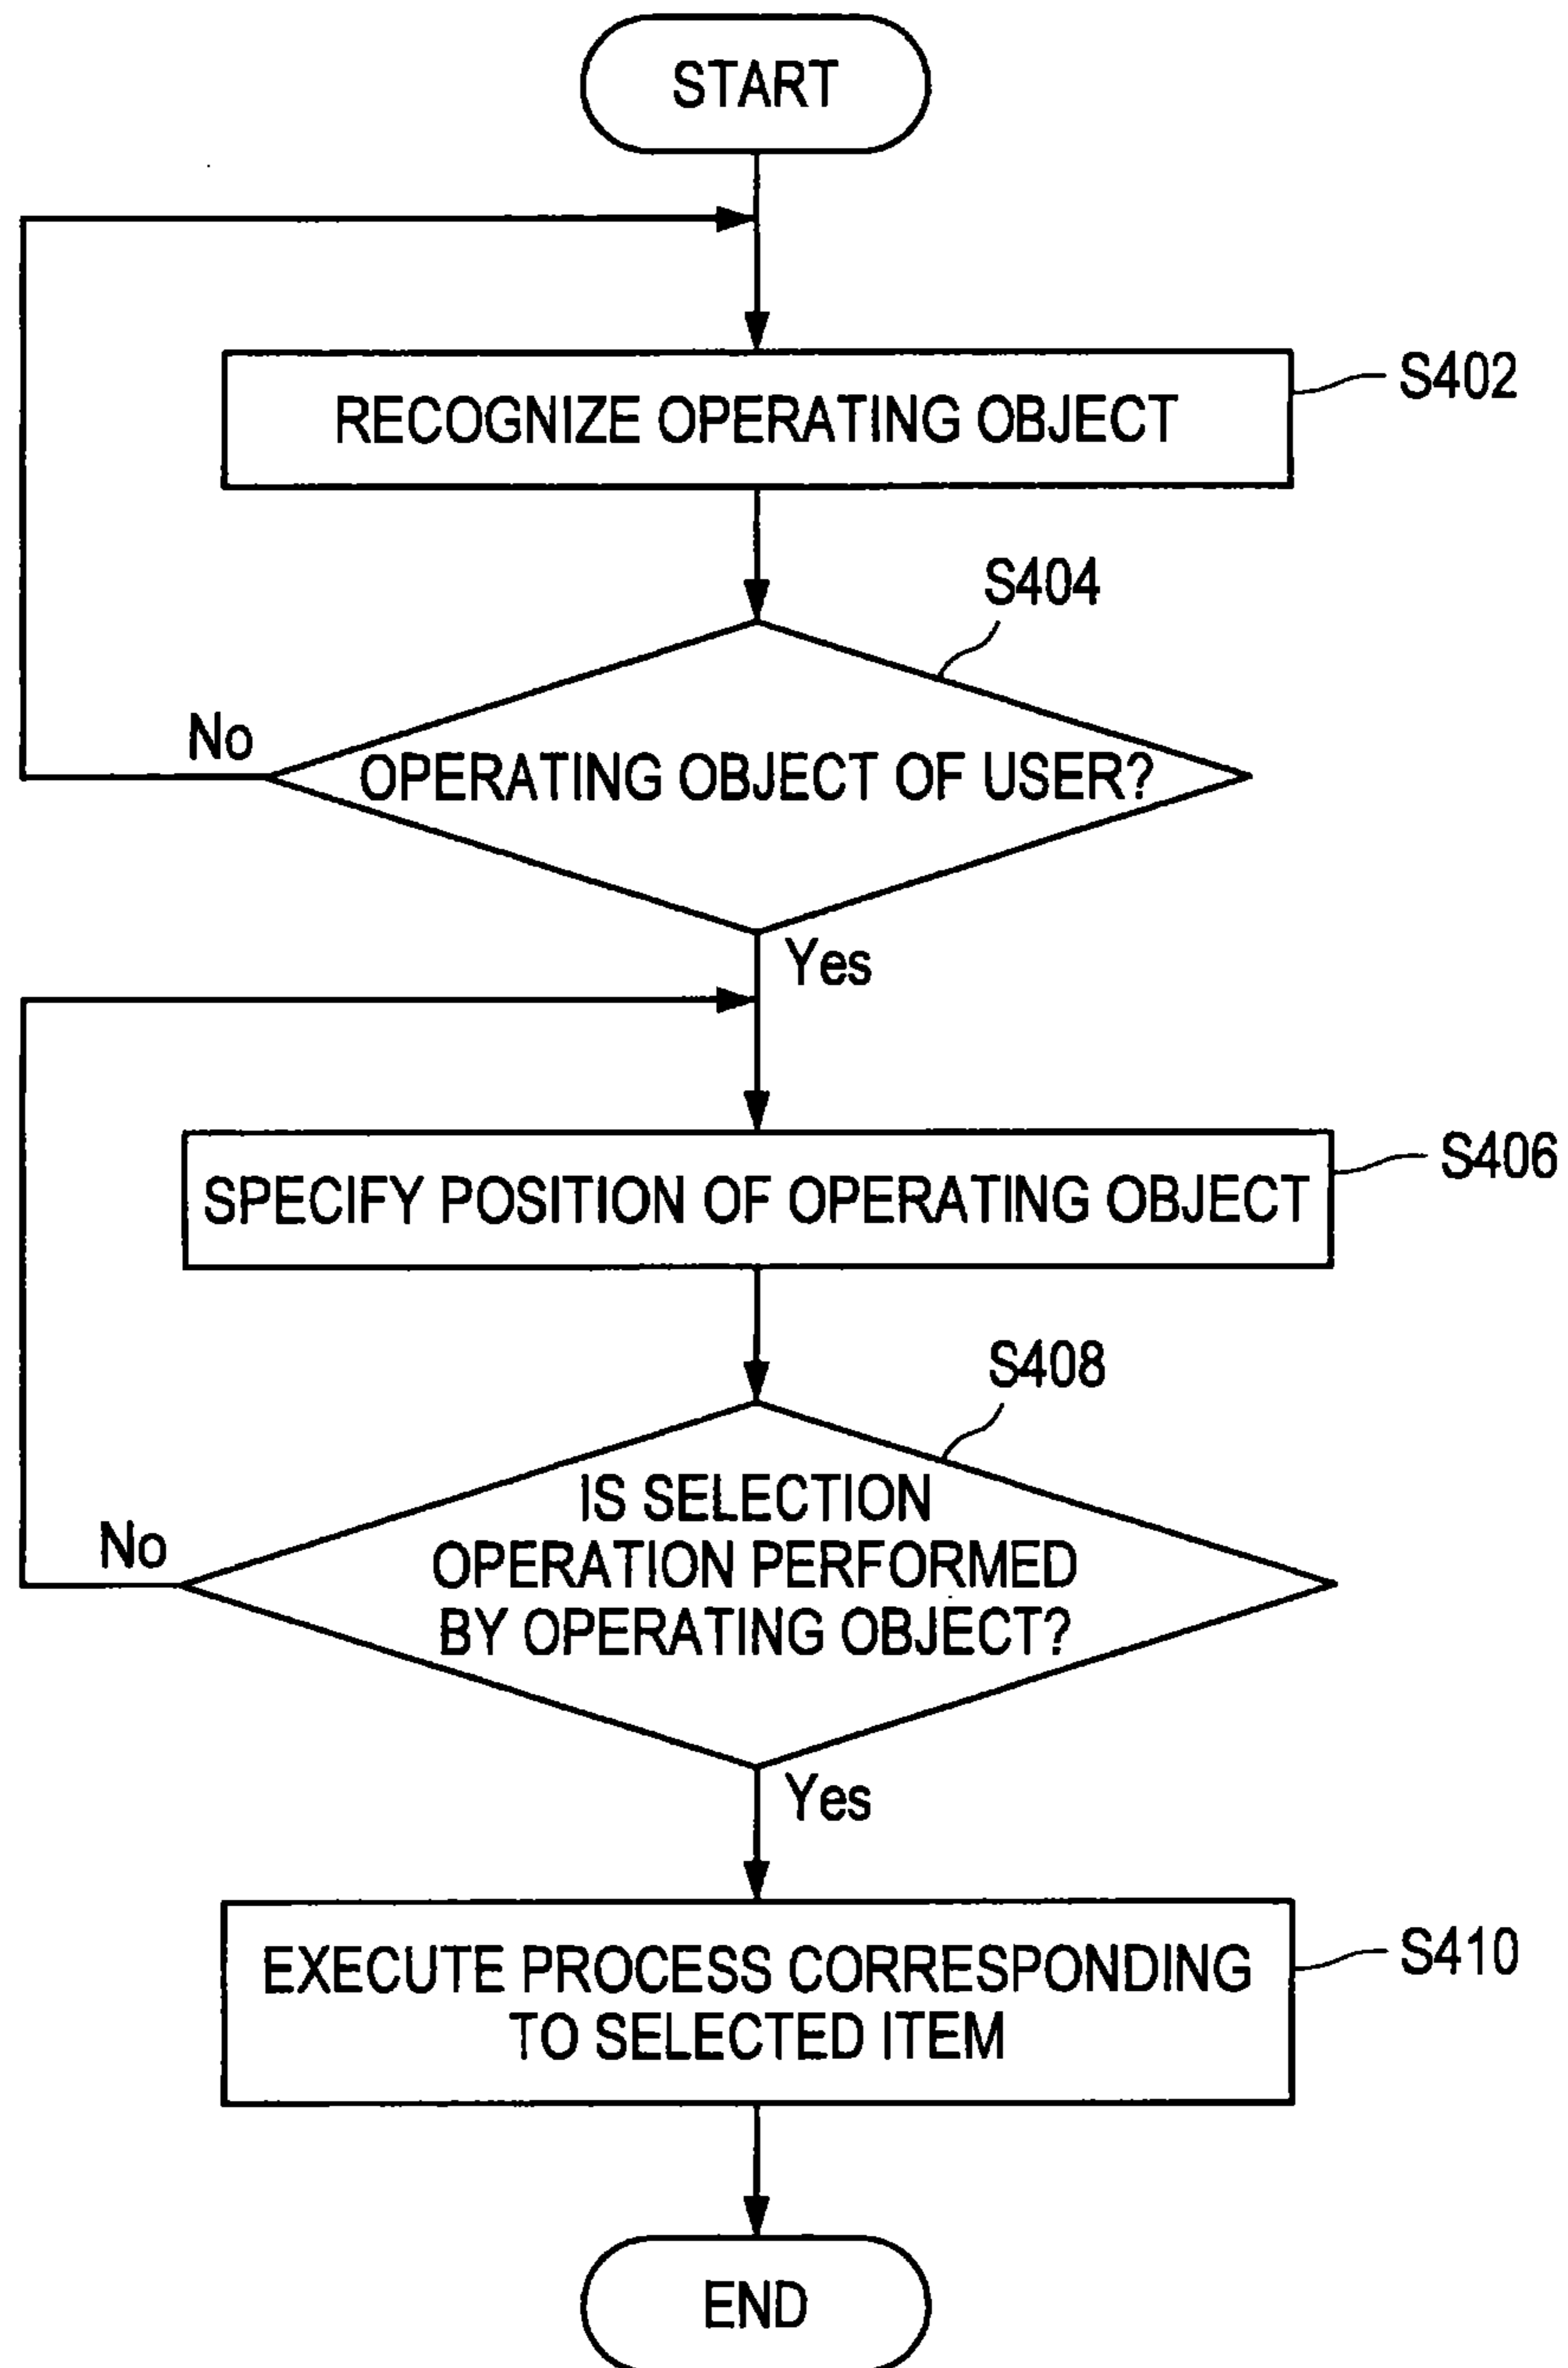 START
RECOGNIZE OPERATING OBJECT
S402
S404
No
OPERATING OBJECT OF USER?
Yes
SPECIFY POSITION OF OPERATING OBJECT
S406
S408
No
IS SELECTION
OPERATION PERFORMED
BY OPERATING OBJECT?
Yes
EXECUTE PROCESS CORRESPONDING
TO SELECTED ITEM
S410
END